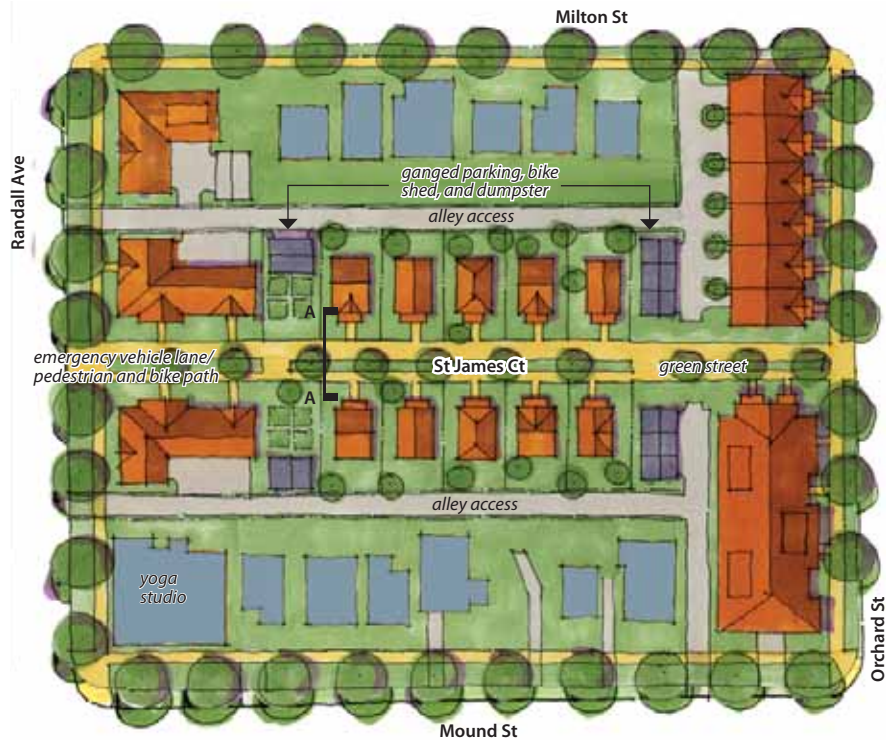 Milton St
Randall Ave
ganged parking, bike
shed, and dumpster
alley access
A
emergency vehicle lane/
pedestrian and bike path
St James Ct
green street
A
alley access
yoga
studio
Orchard St
Mound St